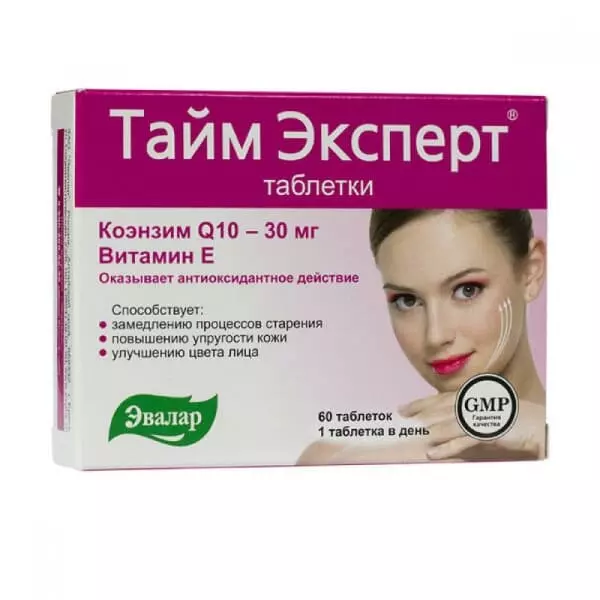 Тайм Эксперт®
таблетки
Коэнзим Q10 – 30 мг
Витамин Е
Оказывает антиоксидантное действие
Способствует:
• замедлению процессов старения
• повышению упругости кожи
• улучшению цвета лица
Эвалар
60 таблеток
1 таблетка в день
GMP
Гарантия
качества